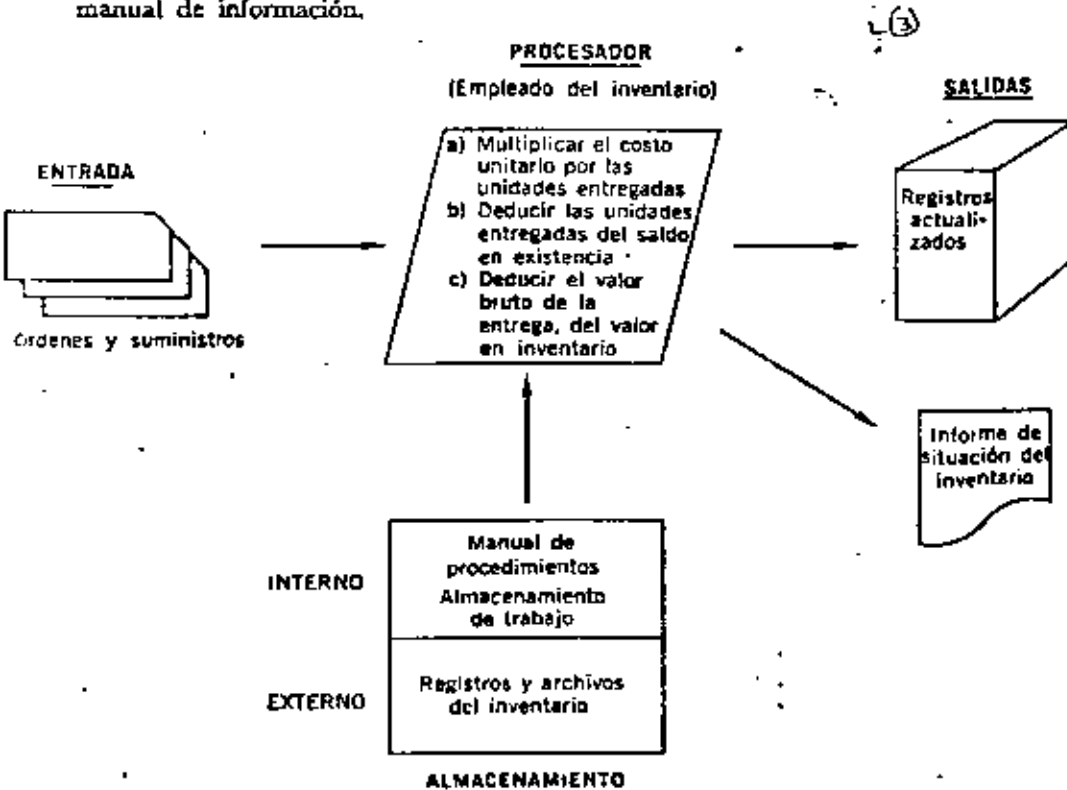 manual de información.
(3)
PROCESADOR
(Empleado del inventario)
SALIDAS
ENTRADA
a) Multiplicar el costo
unitario por las
unidades entregadas
b) Deducir las unidades
entregadas del saldo
en existencia
c) Deducir el valor
bruto de la
entrega, del valor
en inventario
Registros
actuali-
zados
Ordenes y suministros
Informe de
situación del
inventario
INTERNO
Manual de
procedimientos
Almacenamiento
de trabajo
EXTERNO
Registros y archivos
del inventario
ALMACENAMIENTO